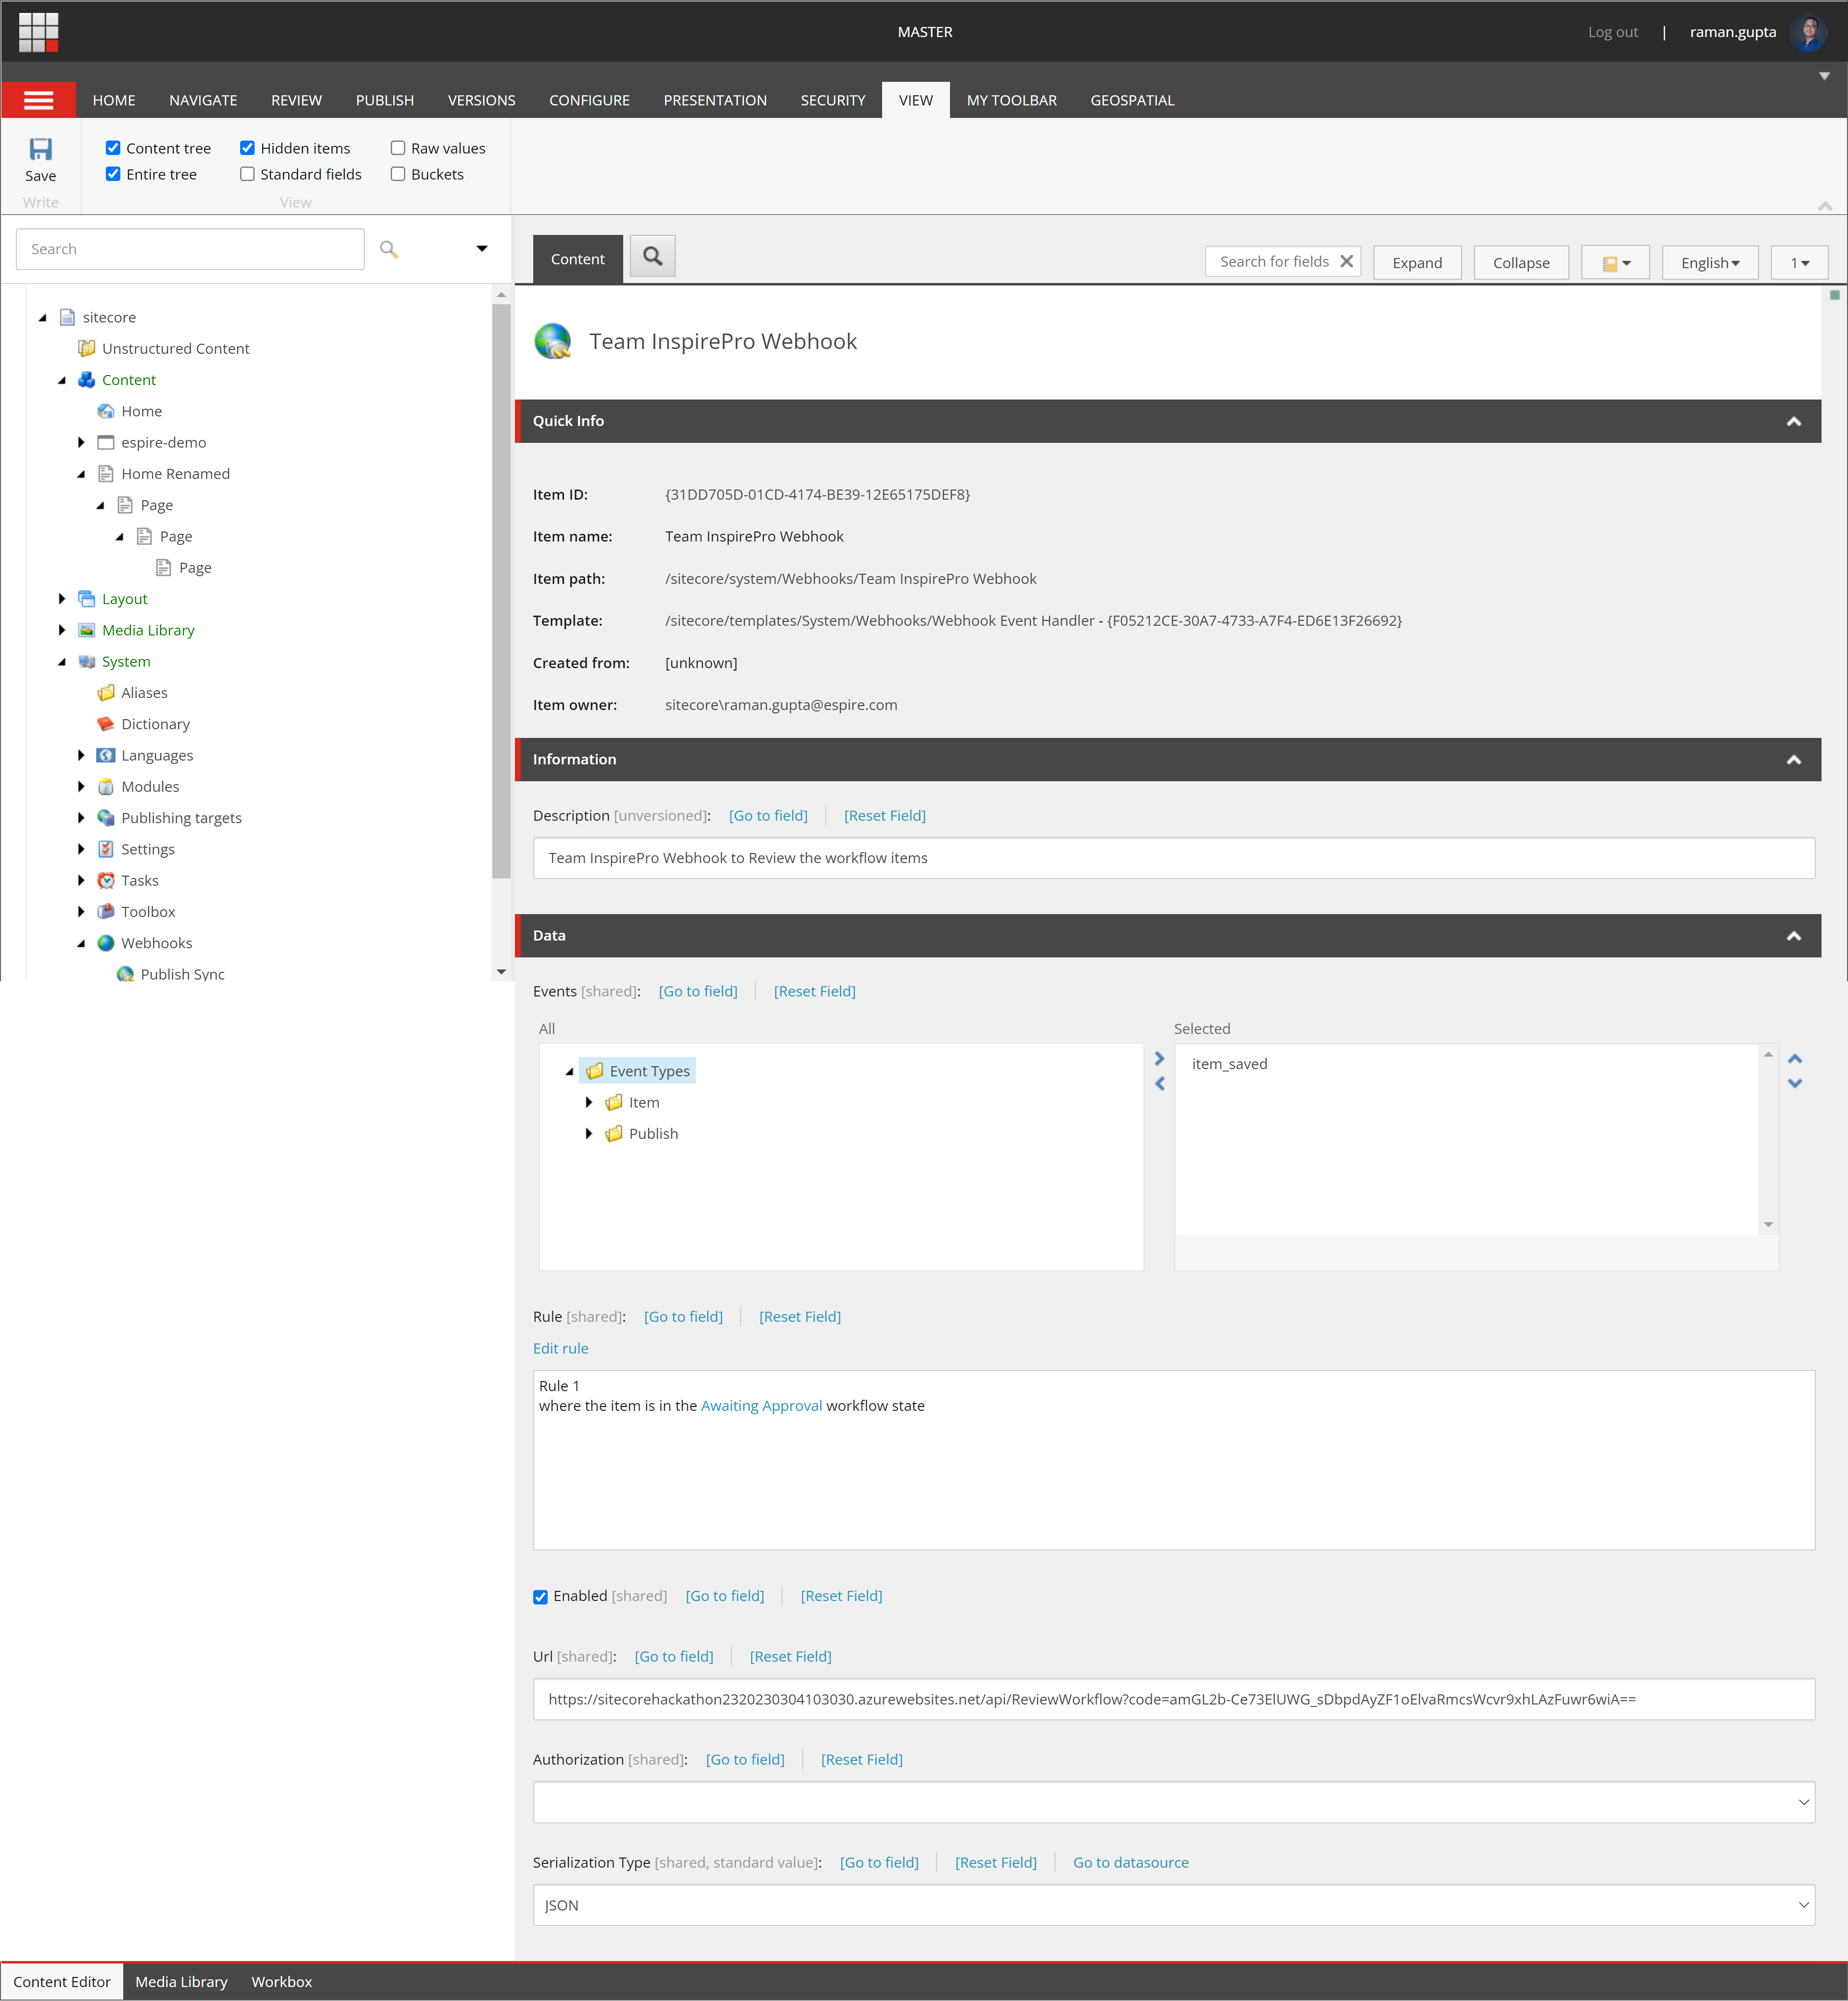 MASTER
Log out | raman.gupta
HOME NAVIGATE REVIEW PUBLISH VERSIONS CONFIGURE PRESENTATION SECURITY VIEW MY TOOLBAR GEOSPATIAL
Save
Write
Content tree Hidden items Raw values
Entire tree Standard fields Buckets
View
Search
sitecore
Unstructured Content
Content
Home
espire-demo
Home Renamed
Page
Page
Page
Layout
Media Library
System
Aliases
Dictionary
Languages
Modules
Publishing targets
Settings
Tasks
Toolbox
Webhooks
Publish Sync
Content
Search for fields Expand Collapse English 1
Team InspirePro Webhook
Quick Info
Item ID: {31DD705D-01CD-4174-BE39-12E65175DEF8}
Item name: Team InspirePro Webhook
Item path: /sitecore/system/Webhooks/Team InspirePro Webhook
Template: /sitecore/templates/System/Webhooks/Webhook Event Handler - {F05212CE-30A7-4733-A7F4-ED6E13F26692}
Created from: [unknown]
Item owner: sitecore\raman.gupta@espire.com
Information
Description [unversioned]: [Go to field] [Reset Field]
Team InspirePro Webhook to Review the workflow items
Data
Events [shared]: [Go to field] [Reset Field]
All
Event Types
Item
Publish
Selected
item_saved
Rule [shared]: [Go to field] [Reset Field]
Edit rule
Rule 1
where the item is in the Awaiting Approval workflow state
Enabled [shared] [Go to field] [Reset Field]
Url [shared]: [Go to field] [Reset Field]
https://sitecorehackathon2320230304103030.azurewebsites.net/api/ReviewWorkflow?code=amGL2b-Ce73ElUWG_sDbpdAyZF1oElvaRmcsWcvr9xhLAzFuwr6wiA==
Authorization [shared]: [Go to field] [Reset Field]
Serialization Type [shared, standard value]: [Go to field] [Reset Field] Go to datasource
JSON
Content Editor Media Library Workbox